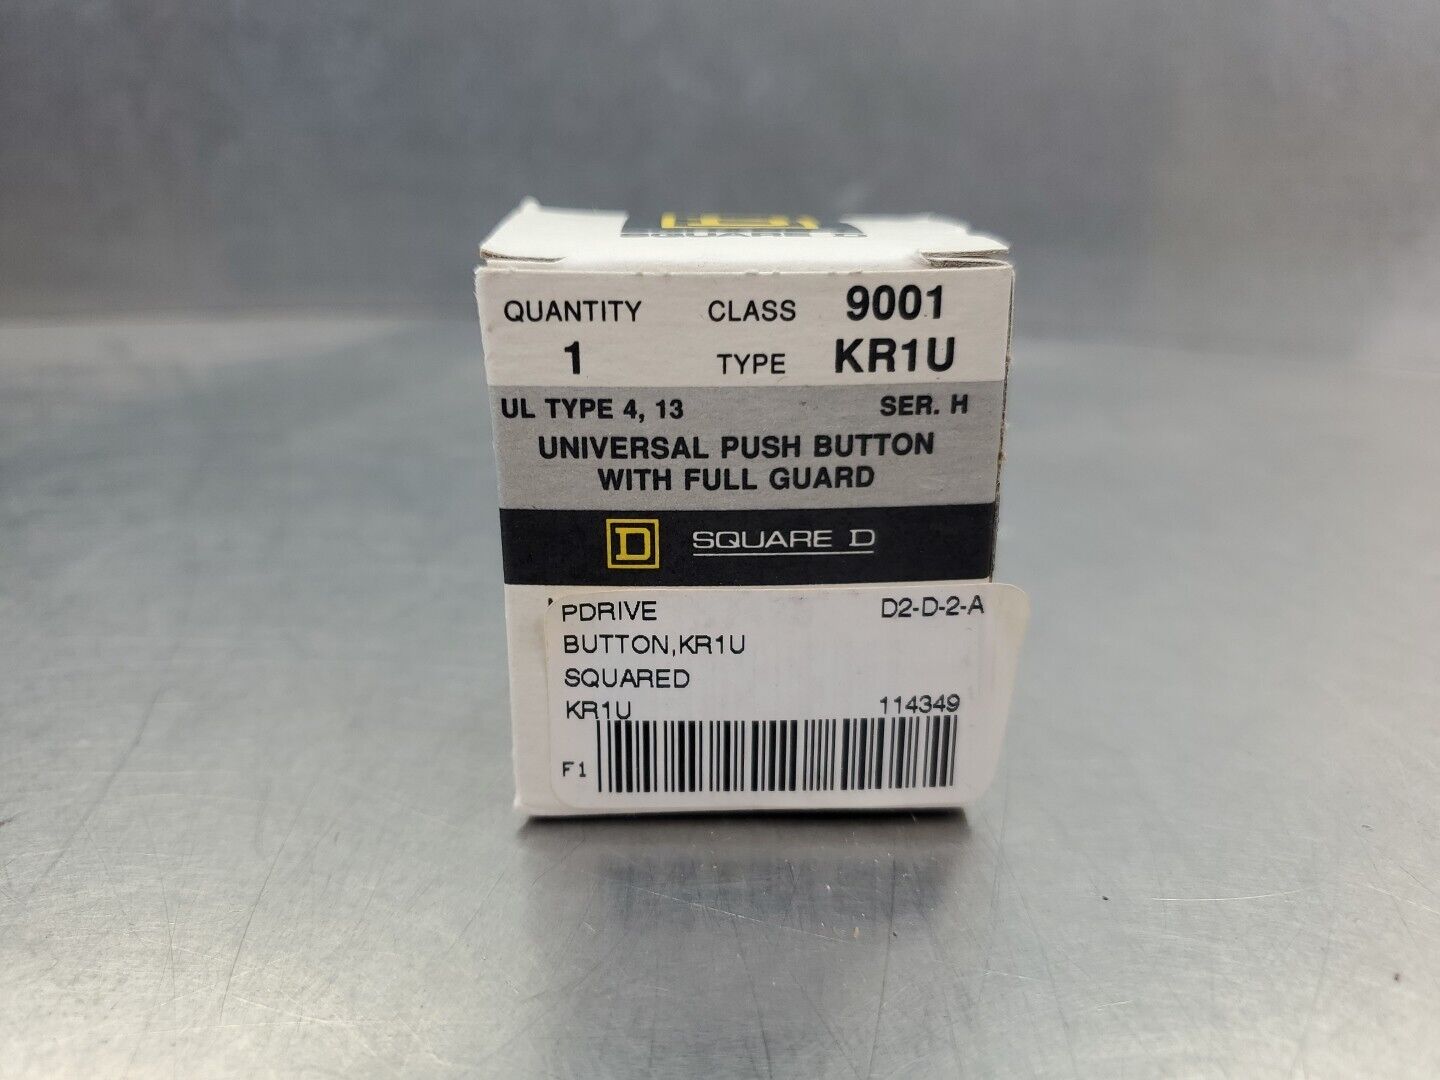 SQUARE D
QUANTITY CLASS 9001
1 TYPE KR1U
UL TYPE 4, 13 SER. H
UNIVERSAL PUSH BUTTON
WITH FULL GUARD
D SQUARE D
PDRIVE D2-D-2-A
BUTTON,KR1U
SQUARED
KR1U 114349
F1